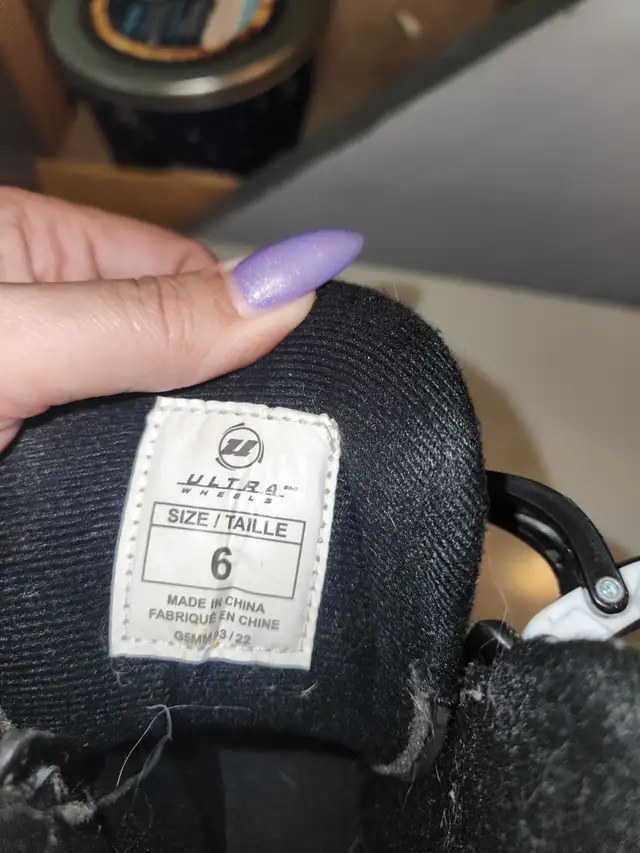 ULTRA
WHEELS
SIZE / TAILLE
6
MADE IN CHINA
FABRIQUÉ EN CHINE